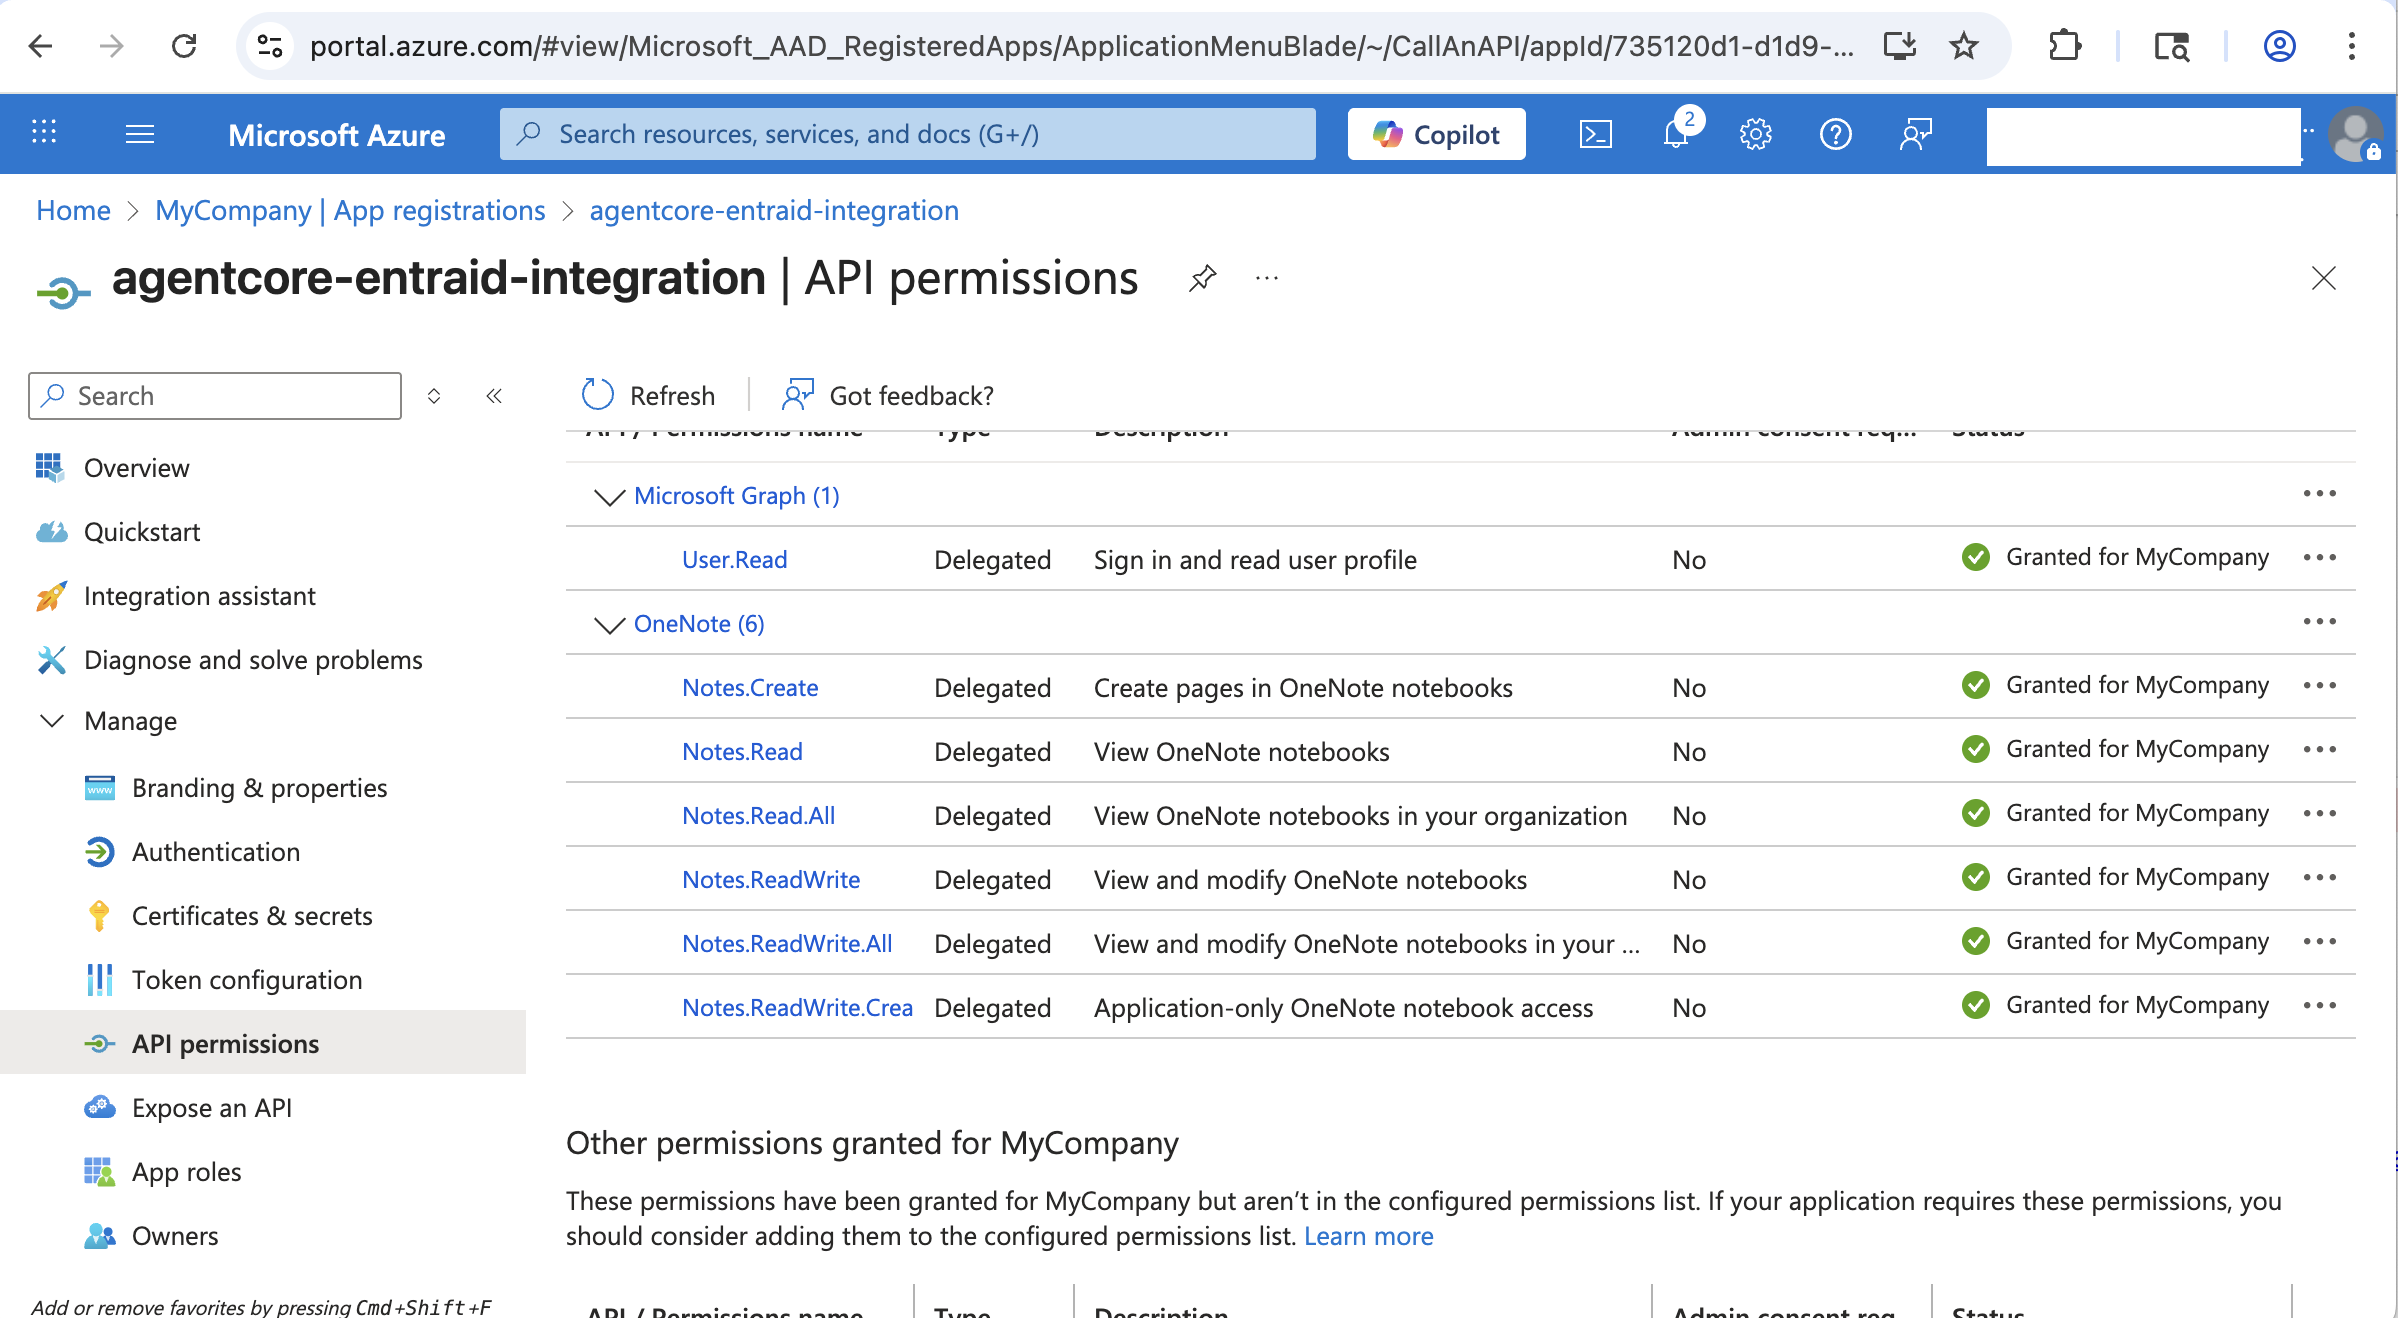 portal.azure.com/#view/Microsoft_AAD_RegisteredApps/ApplicationMenuBlade/~/CallAnAPI/appId/735120d1-d1d9-...
Microsoft Azure
Search resources, services, and docs (G+/)
Copilot
2
Home > MyCompany | App registrations > agentcore-entraid-integration
agentcore-entraid-integration | API permissions
Search
Refresh
Got feedback?
API / Permissions name Type Description Admin consent req... Status
Overview
Quickstart
Integration assistant
Diagnose and solve problems
Manage
Branding & properties
Authentication
Certificates & secrets
Token configuration
API permissions
Expose an API
App roles
Owners
Add or remove favorites by pressing Cmd+Shift+F
Microsoft Graph (1)
User.Read Delegated Sign in and read user profile No Granted for MyCompany
OneNote (6)
Notes.Create Delegated Create pages in OneNote notebooks No Granted for MyCompany
Notes.Read Delegated View OneNote notebooks No Granted for MyCompany
Notes.Read.All Delegated View OneNote notebooks in your organization No Granted for MyCompany
Notes.ReadWrite Delegated View and modify OneNote notebooks No Granted for MyCompany
Notes.ReadWrite.All Delegated View and modify OneNote notebooks in your ... No Granted for MyCompany
Notes.ReadWrite.Crea Delegated Application-only OneNote notebook access No Granted for MyCompany
Other permissions granted for MyCompany
These permissions have been granted for MyCompany but aren't in the configured permissions list. If your application requires these permissions, you
should consider adding them to the configured permissions list. Learn more
API / Permissions name Type Description Admin consent req Status